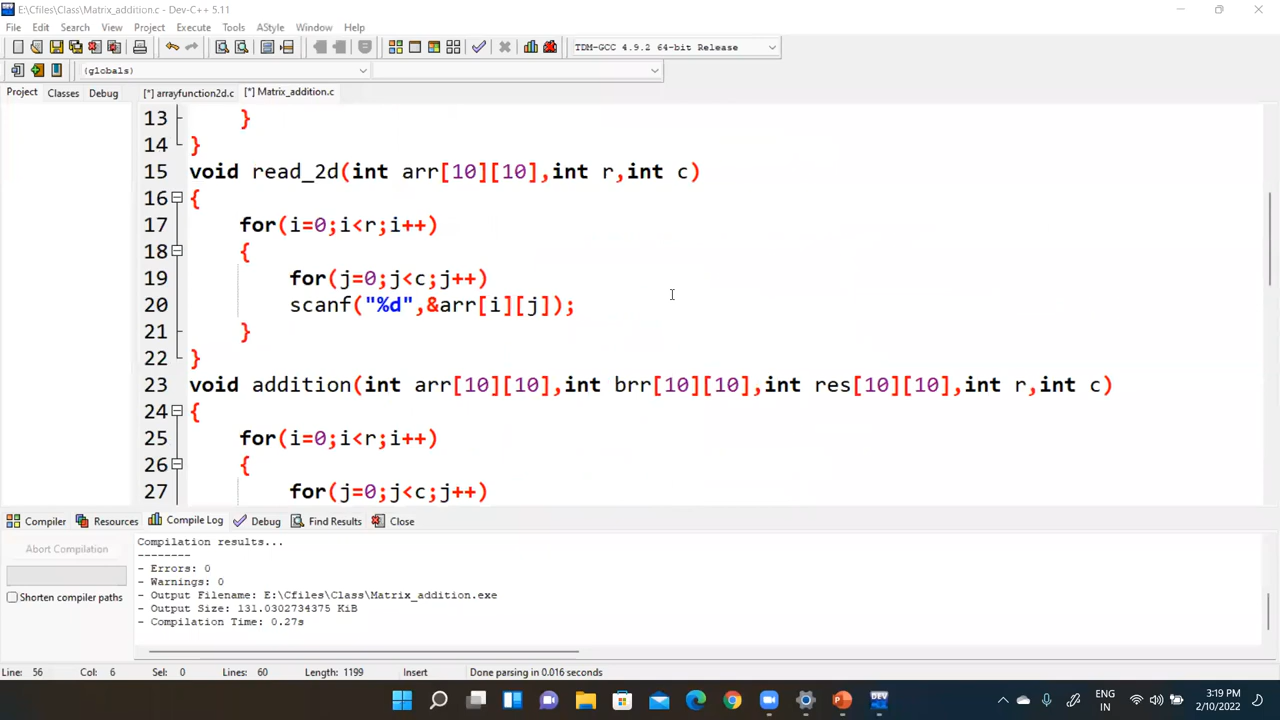 E:\Cfiles\Class\Matrix_addition.c - Dev-C++ 5.11
File Edit Search View Project Execute Tools AStyle Window Help
TDM-GCC 4.9.2 64-bit Release
(globals)
Project Classes Debug [*] arrayfunction2d.c [*] Matrix_addition.c
13 }
14 }
15 void read_2d(int arr[10][10],int r,int c)
16 {
17 for(i=0;i<r;i++)
18 {
19 for(j=0;j<c;j++)
20 scanf("%d",&arr[i][j]);
21 }
22 }
23 void addition(int arr[10][10],int brr[10][10],int res[10][10],int r,int c)
24 {
25 for(i=0;i<r;i++)
26 {
27 for(j=0;j<c;j++)
Compiler Resources Compile Log Debug Find Results Close
Abort Compilation
Shorten compiler paths
Compilation results...
--------
- Errors: 0
- Warnings: 0
- Output Filename: E:\Cfiles\Class\Matrix_addition.exe
- Output Size: 131.0302734375 KiB
- Compilation Time: 0.27s
Line: 56 Col: 6 Sel: 0 Lines: 60 Length: 1199 Insert Done parsing in 0.016 seconds
DEV
ENG
IN
3:19 PM
2/10/2022